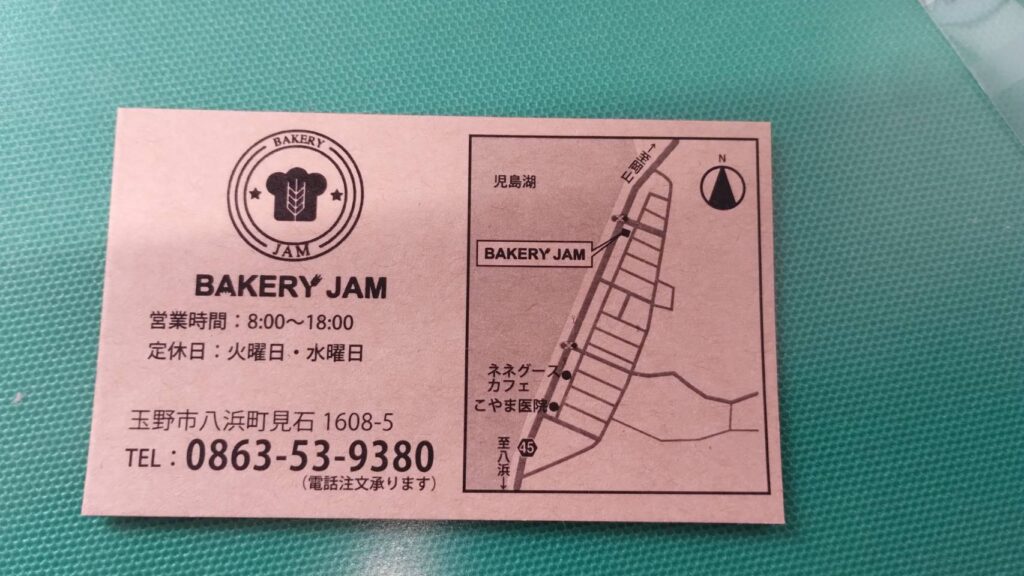 BAKERY
JAM
BAKERY JAM
営業時間：8:00～18:00
定休日：火曜日・水曜日
玉野市八浜町見石 1608-5
TEL：0863-53-9380
（電話注文承ります）
↑至岡山
N
児島湖
BAKERY JAM
ネネグース
カフェ
こやま医院
至八浜↓
45